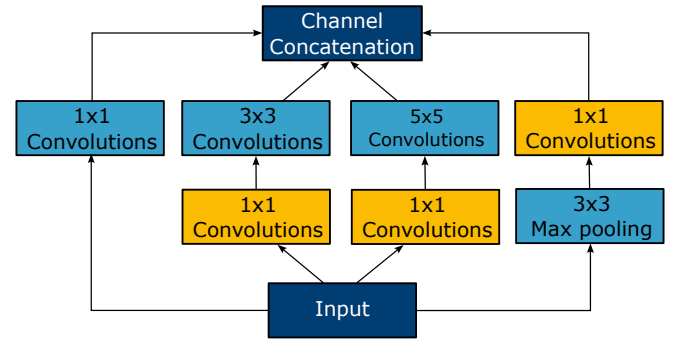 Channel
Concatenation
1x1
Convolutions
3x3
Convolutions
5x5
Convolutions
1x1
Convolutions
1x1
Convolutions
1x1
Convolutions
3x3
Max pooling
Input